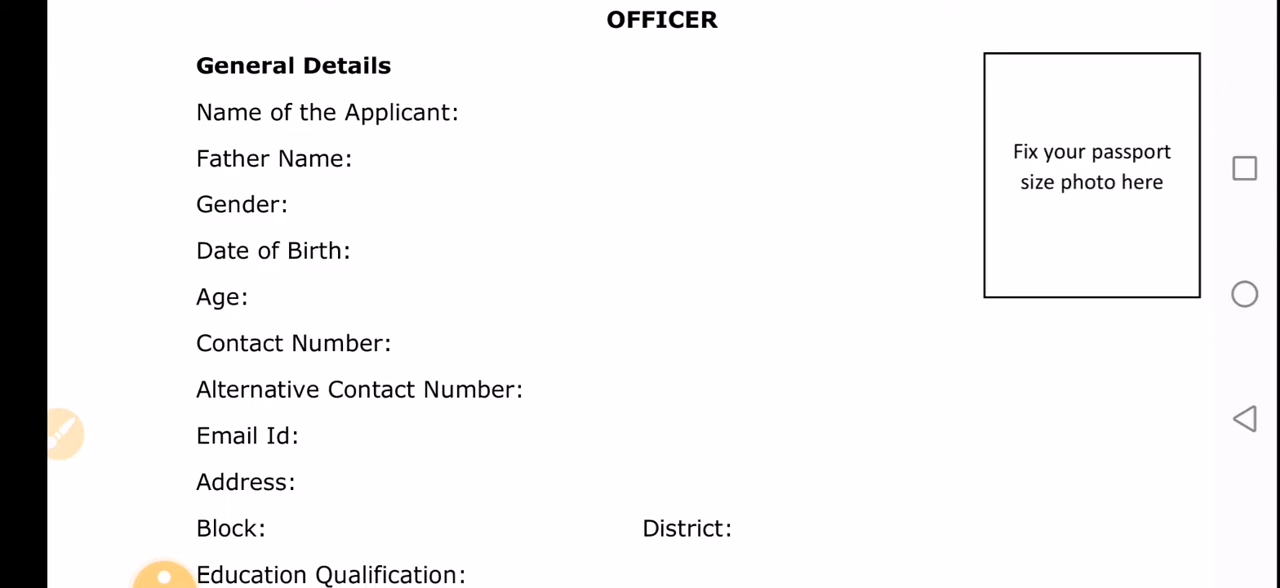 OFFICER
General Details
Name of the Applicant:
Father Name:
Gender:
Date of Birth:
Age:
Contact Number:
Alternative Contact Number:
Email Id:
Address:
Block: District:
Education Qualification:
Fix your passport
size photo here